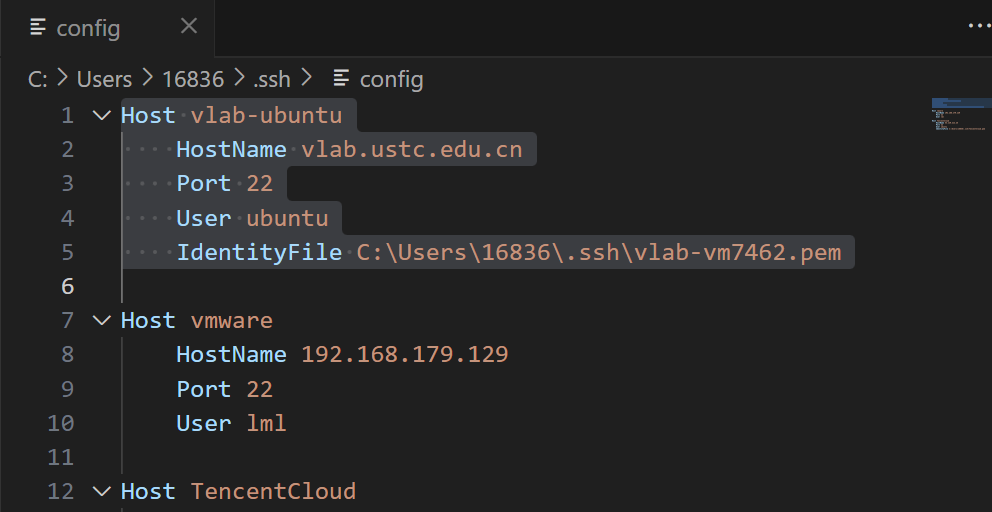 config
C: > Users > 16836 > .ssh > config
1 Host vlab-ubuntu
2 HostName vlab.ustc.edu.cn
3 Port 22
4 User ubuntu
5 IdentityFile C:\Users\16836\.ssh\vlab-vm7462.pem
6
7 Host vmware
8 HostName 192.168.179.129
9 Port 22
10 User lml
11
12 Host TencentCloud